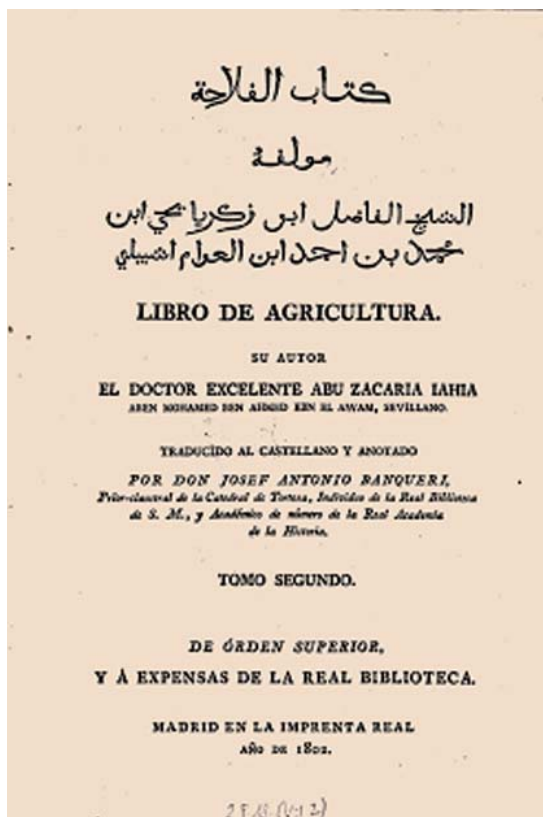 كتاب الفلاحة
مولفه
الشيخ الفاضل ابى زكريا يحي ابن
محمد بن احمد ابن العوام اشبيلي
LIBRO DE AGRICULTURA.
SU AUTOR
EL DOCTOR EXCELENTE ABU ZACARIA IAHIA
ABEN MOHAMED BEN AHMED EBN EL AWAM, SEVILLANO.
TRADUCIDO AL CASTELLANO Y ANOTADO
POR DON JOSEF ANTONIO BANQUERI,
Prior-claustral de la Catedral de Tortosa, Individuo de la Real Biblioteca
de S. M., y Académico de número de la Real Academia
de la Historia.
TOMO SEGUNDO.
DE ÓRDEN SUPERIOR,
Y Á EXPENSAS DE LA REAL BIBLIOTECA.
MADRID EN LA IMPRENTA REAL
AÑO DE 1802.